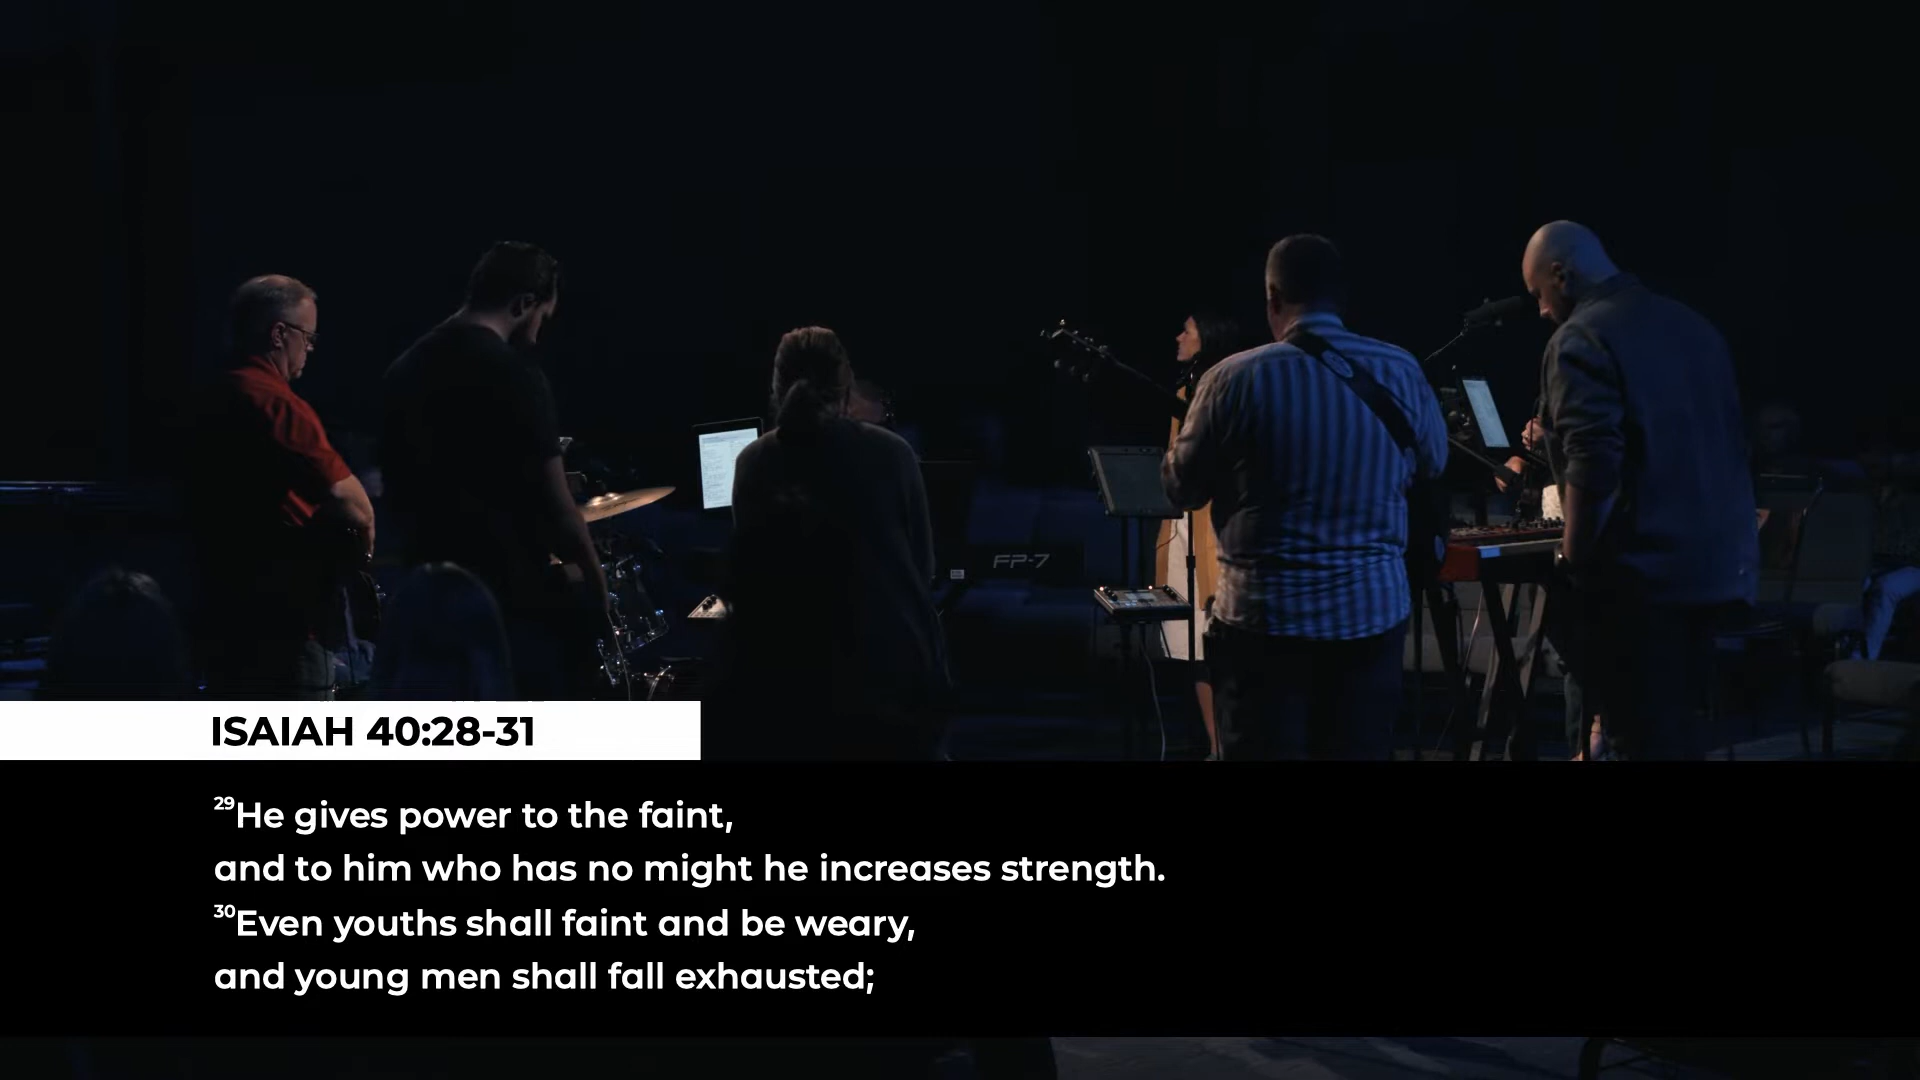 FP-7
ISAIAH 40:28-31
29He gives power to the faint,
and to him who has no might he increases strength.
30Even youths shall faint and be weary,
and young men shall fall exhausted;